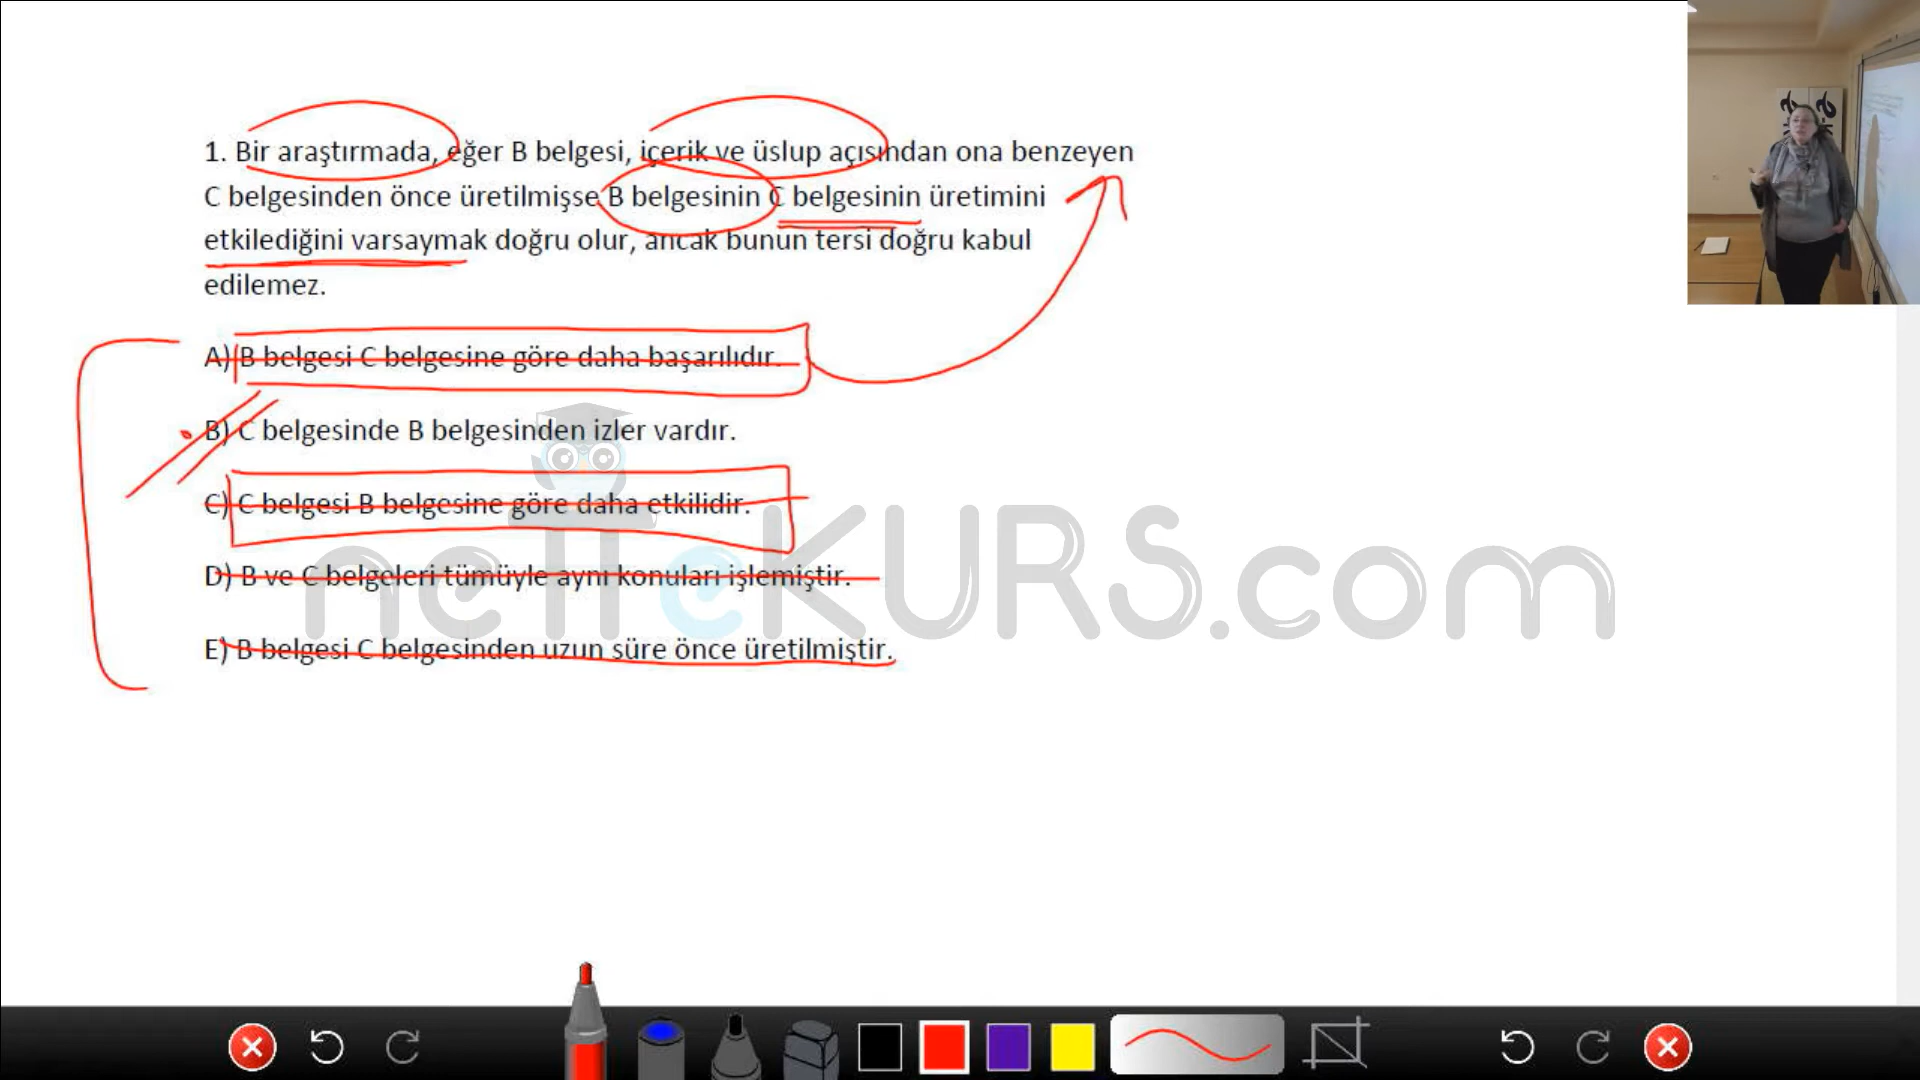 1. Bir araştırmada, eğer B belgesi, içerik ve üslup açısından ona benzeyen
C belgesinden önce üretilmişse B belgesinin C belgesinin üretimini
etkilediğini varsaymak doğru olur, ancak bunun tersi doğru kabul
edilemez.
A) B belgesi C belgesine göre daha başarılıdır.
B) C belgesinde B belgesinden izler vardır.
C) C belgesi B belgesine göre daha etkilidir.
D) B ve C belgeleri tümüyle aynı konuları işlemiştir.
E) B belgesi C belgesinden uzun süre önce üretilmiştir.
netteKURS.com